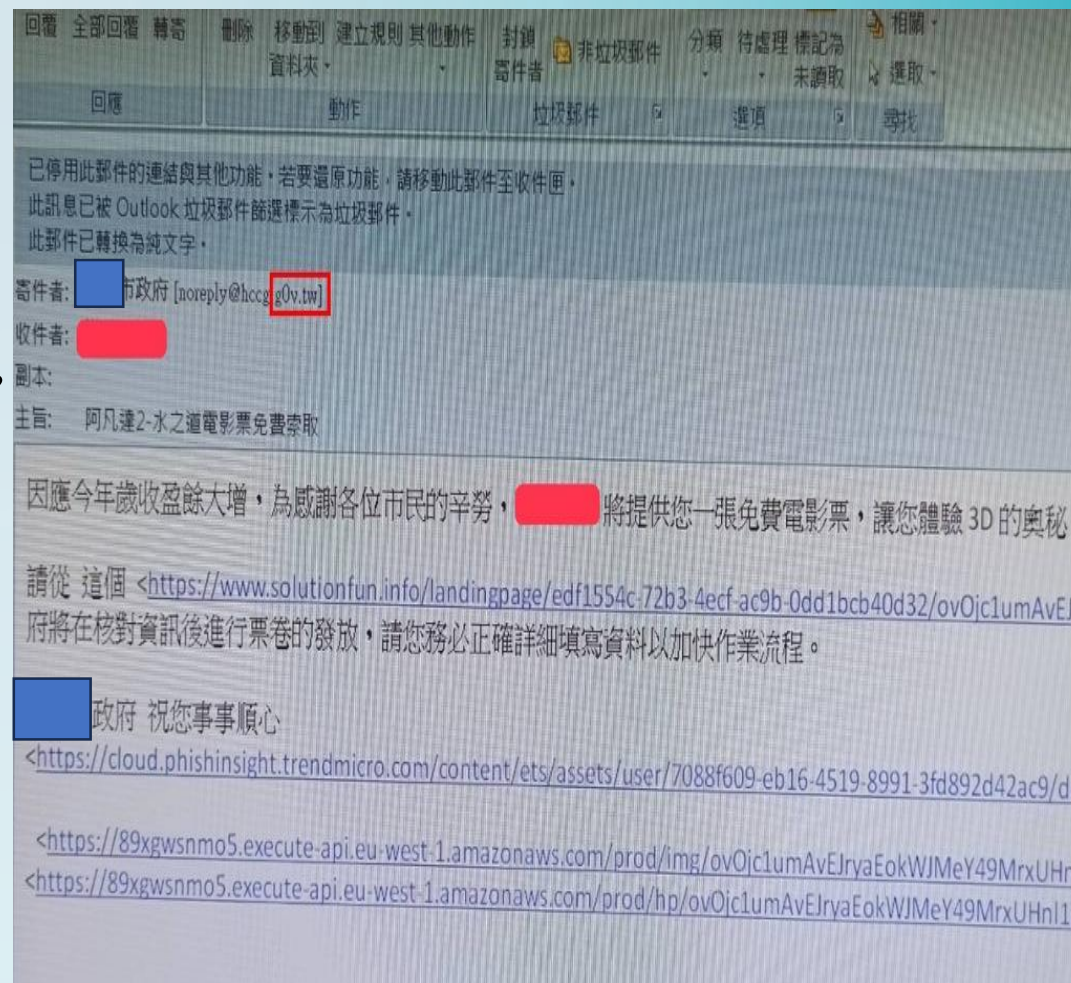 回覆 全部回覆 轉寄 刪除 移動到資料夾 建立規則 其他動作 封鎖寄件者 非垃圾郵件 分類 待處理 標記為未讀取 相關 選取
回應 動作 垃圾郵件 選項 尋找
已停用此郵件的連結與其他功能。若要還原功能，請移動此郵件至收件匣。
此訊息已被 Outlook 垃圾郵件篩選標示為垃圾郵件。
此郵件已轉換為純文字。
寄件者: 市政府 [noreply@hccg.g0v.tw]
收件者:
副本:
主旨: 阿凡達2-水之道電影票免費索取
因應今年歲收盈餘大增，為感謝各位市民的辛勞， 將提供您一張免費電影票，讓您體驗 3D 的奧秘
請從 這個 <https://www.solutionfun.info/landingpage/edf1554c-72b3-4ecf-ac9b-0dd1bcb40d32/ovOjc1umAvEJ
府將在核對資訊後進行票卷的發放，請您務必正確詳細填寫資料以加快作業流程。
政府 祝您事事順心
<https://cloud.phishinsight.trendmicro.com/content/ets/assets/user/7088f609-eb16-4519-8991-3fd892d42ac9/d
<https://89xgwsnmo5.execute-api.eu-west-1.amazonaws.com/prod/img/ovOjc1umAvEJryaEokWJMeY49MrxUHn
<https://89xgwsnmo5.execute-api.eu-west-1.amazonaws.com/prod/hp/ovOjc1umAvEJryaEokWJMeY49MrxUHnl1